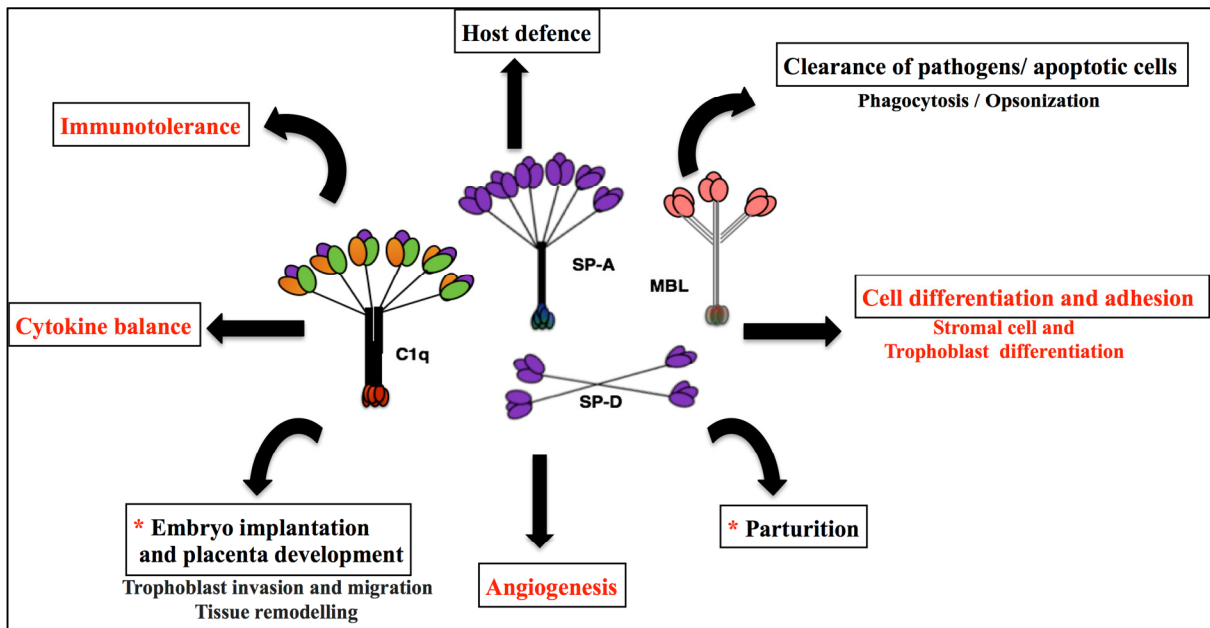 Host defence
Clearance of pathogens/ apoptotic cells
Phagocytosis / Opsonization
Immunotolerance
SP-A
MBL
Cell differentiation and adhesion
Stromal cell and
Trophoblast differentiation
Cytokine balance
C1q
SP-D
* Embryo implantation
and placenta development
Trophoblast invasion and migration
Tissue remodelling
* Parturition
Angiogenesis